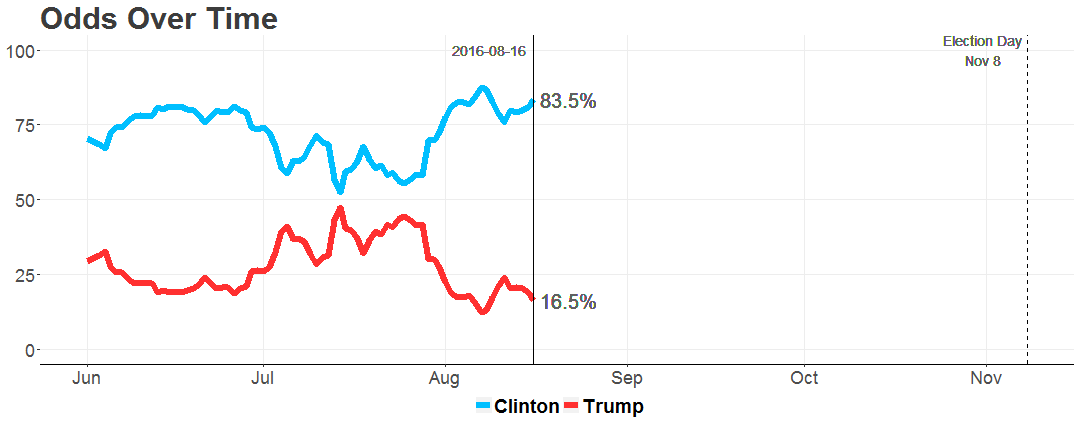 Odds Over Time
100
75
50
25
0
2016-08-16
Election Day
Nov 8
83.5%
16.5%
Jun Jul Aug Sep Oct Nov
Clinton Trump